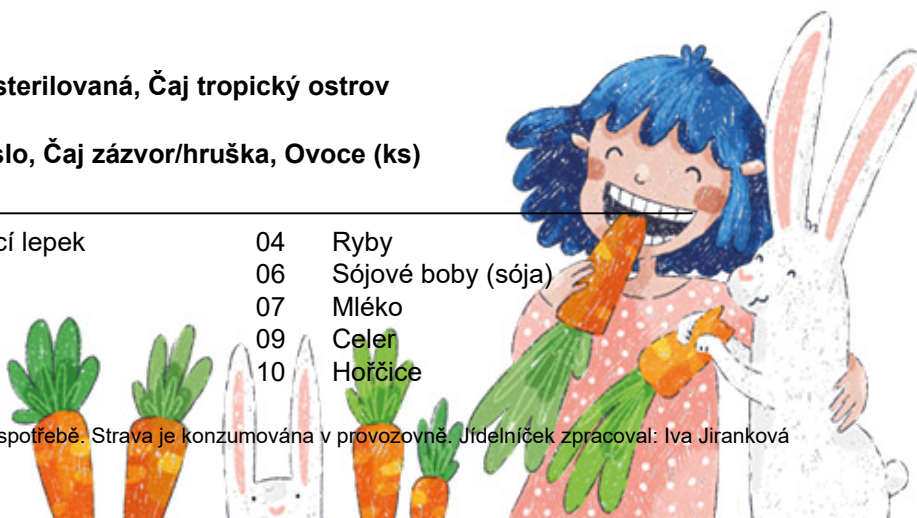 sterilovaná, Čaj tropický ostrov
slo, Čaj zázvor/hruška, Ovoce (ks)
cí lepek 04 Ryby
06 Sójové boby (sója)
07 Mléko
09 Celer
10 Hořčice
spotřebě. Strava je konzumována v provozovně. Jídelníček zpracoval: Iva Jiranková